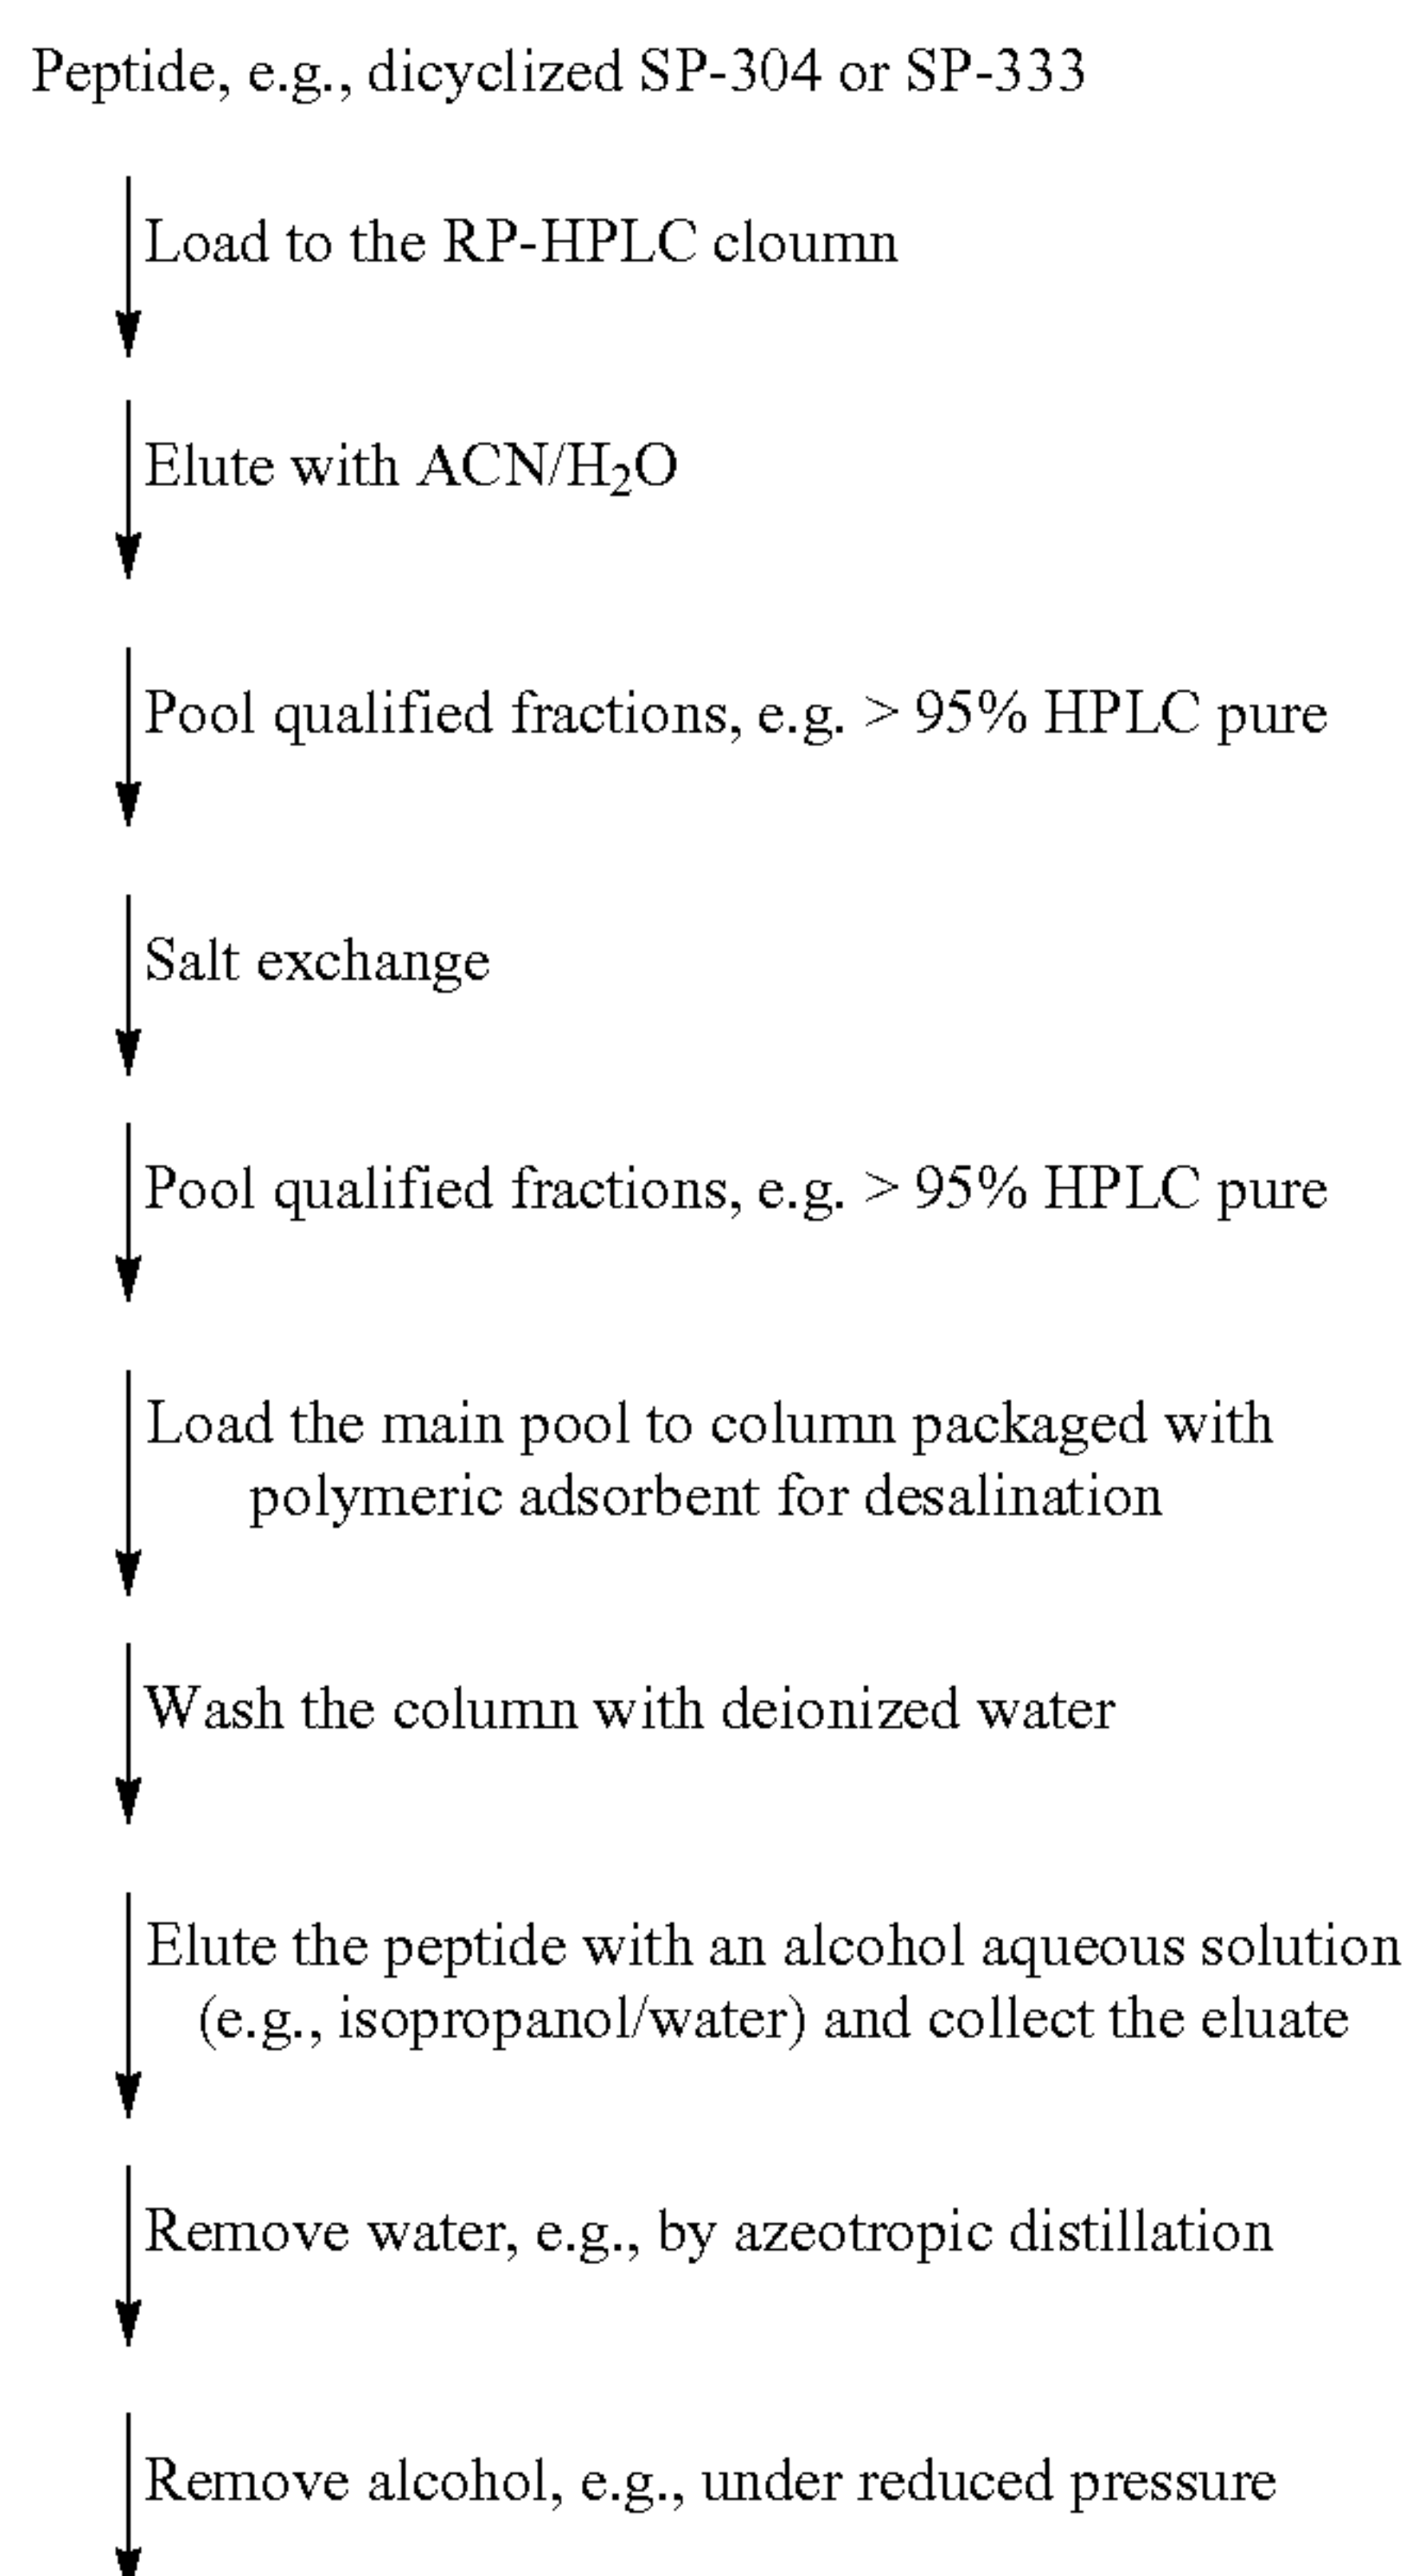 Peptide, e.g., dicyclized SP-304 or SP-333
Load to the RP-HPLC cloumn
Elute with ACN/H₂O
Pool qualified fractions, e.g. > 95% HPLC pure
Salt exchange
Pool qualified fractions, e.g. > 95% HPLC pure
Load the main pool to column packaged with
polymeric adsorbent for desalination
Wash the column with deionized water
Elute the peptide with an alcohol aqueous solution
(e.g., isopropanol/water) and collect the eluate
Remove water, e.g., by azeotropic distillation
Remove alcohol, e.g., under reduced pressure